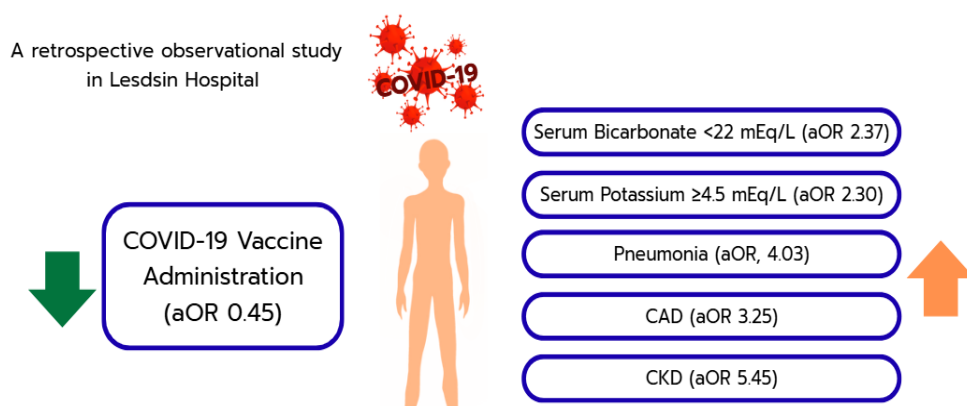 A retrospective observational study
in Lesdsin Hospital
COVID-19
COVID-19 Vaccine
Administration
(aOR 0.45)
Serum Bicarbonate <22 mEq/L (aOR 2.37)
Serum Potassium ≥4.5 mEq/L (aOR 2.30)
Pneumonia (aOR, 4.03)
CAD (aOR 3.25)
CKD (aOR 5.45)